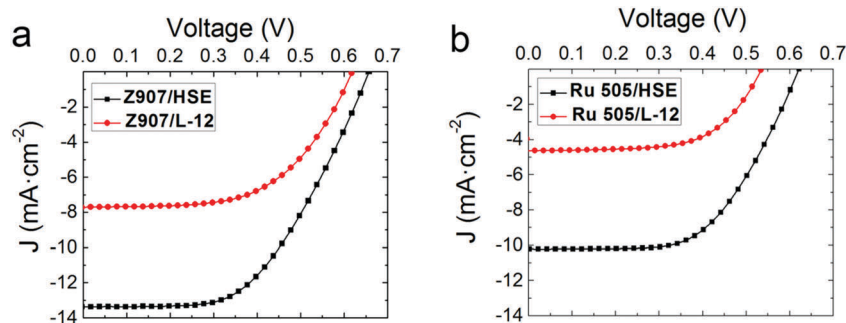 a
Voltage (V)
0.0 0.1 0.2 0.3 0.4 0.5 0.6 0.7
Z907/HSE
Z907/L-12
J (mA·cm-2)
-2
-4
-6
-8
-10
-12
-14
b
Voltage (V)
0.0 0.1 0.2 0.3 0.4 0.5 0.6 0.7
Ru 505/HSE
Ru 505/L-12
J (mA·cm-2)
-2
-4
-6
-8
-10
-12
-14